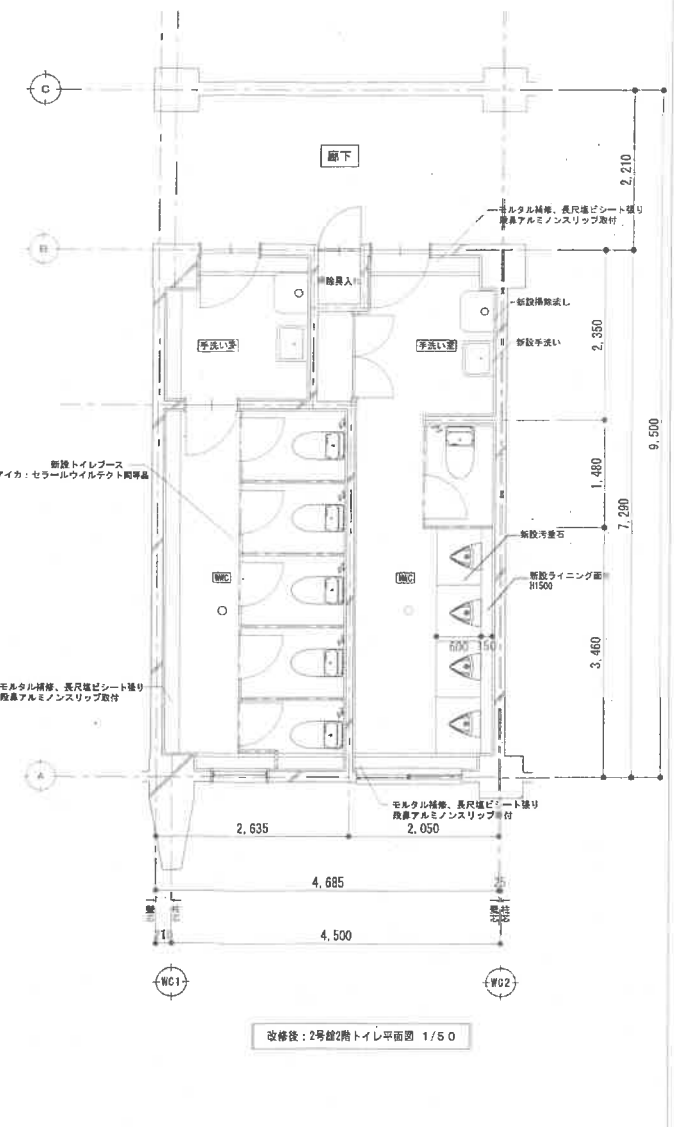 C
廊下
2,210
モルタル補修、長尺塩ビシート張り
段鼻アルミノンスリップ取付
B
掃除具入れ
新設掃除流し
手洗い室
手洗い室
新設手洗い
2,350
9,500
新設トイレブース
アイカ：セラールウイルテクト同等品
1,480
7,290
新設汚垂石
WWC
MWC
新設ライニング面台
H1500
600
150
3,460
モルタル補修、長尺塩ビシート張り
段鼻アルミノンスリップ取付
A
モルタル補修、長尺塩ビシート張り
段鼻アルミノンスリップ取付
2,635
2,050
4,685
25
4,500
WC1
WC2
改修後：2号館2階トイレ平面図 1/50